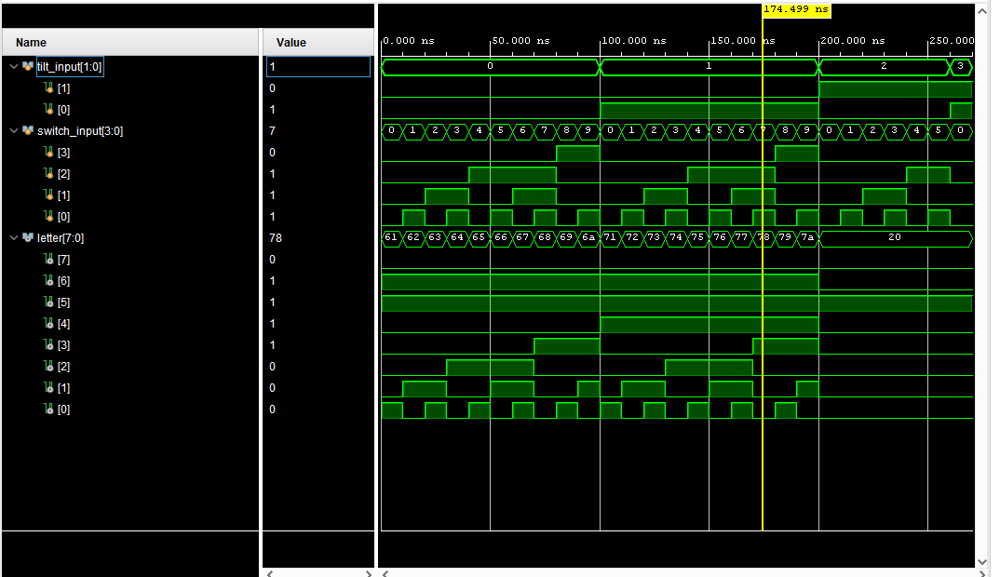 174.499 ns
Name Value
0.000 ns 50.000 ns 100.000 ns 150.000 ns 200.000 ns 250.000
tilt_input[1:0] 1 0 1 2 3
[1] 0
[0] 1
switch_input[3:0] 7 0 1 2 3 4 5 6 7 8 9 0 1 2 3 4 5 6 7 8 9 0 1 2 3 4 5 0
[3] 0
[2] 1
[1] 1
[0] 1
letter[7:0] 78 61 62 63 64 65 66 67 68 69 6a 71 72 73 74 75 76 77 78 79 7a 20
[7] 0
[6] 1
[5] 1
[4] 1
[3] 1
[2] 0
[1] 0
[0] 0